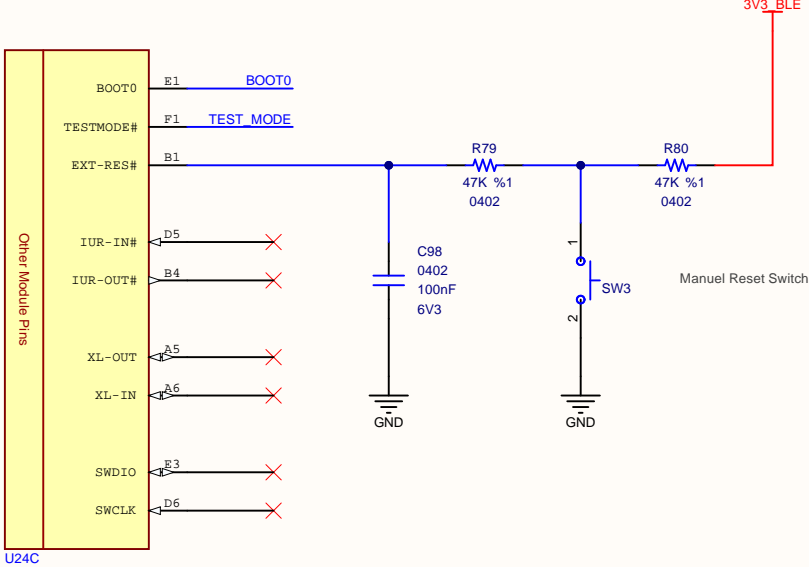 3V3_BLE
BOOT0 E1 BOOT0
TESTMODE# F1 TEST_MODE
EXT-RES# B1
R79
47K %1
0402
R80
47K %1
0402
IUR-IN# D5
IUR-OUT# B4
Other Module Pins
C98
0402
100nF
6V3
1
SW3
2
Manuel Reset Switch
XL-OUT A5
XL-IN A6
GND
GND
SWDIO E3
SWCLK D6
U24C